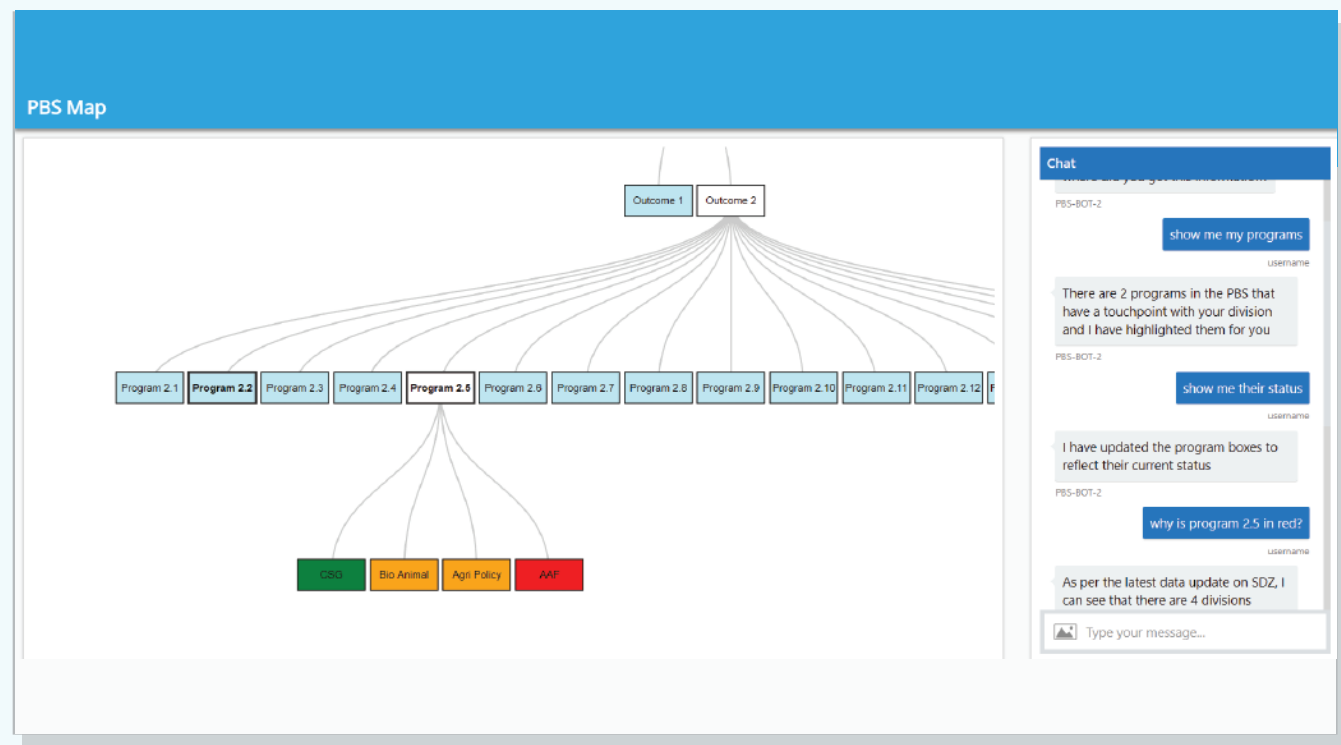 PBS Map
Outcome 1
Outcome 2
Program 2.1
Program 2.2
Program 2.3
Program 2.4
Program 2.5
Program 2.6
Program 2.7
Program 2.8
Program 2.9
Program 2.10
Program 2.11
Program 2.12
CSG
Bio Animal
Agri Policy
AAF
Chat
PBS-BOT-2
show me my programs
username
There are 2 programs in the PBS that
have a touchpoint with your division
and I have highlighted them for you
PBS-BOT-2
show me their status
username
I have updated the program boxes to
reflect their current status
PBS-BOT-2
why is program 2.5 in red?
username
As per the latest data update on SDZ, I
can see that there are 4 divisions
Type your message...